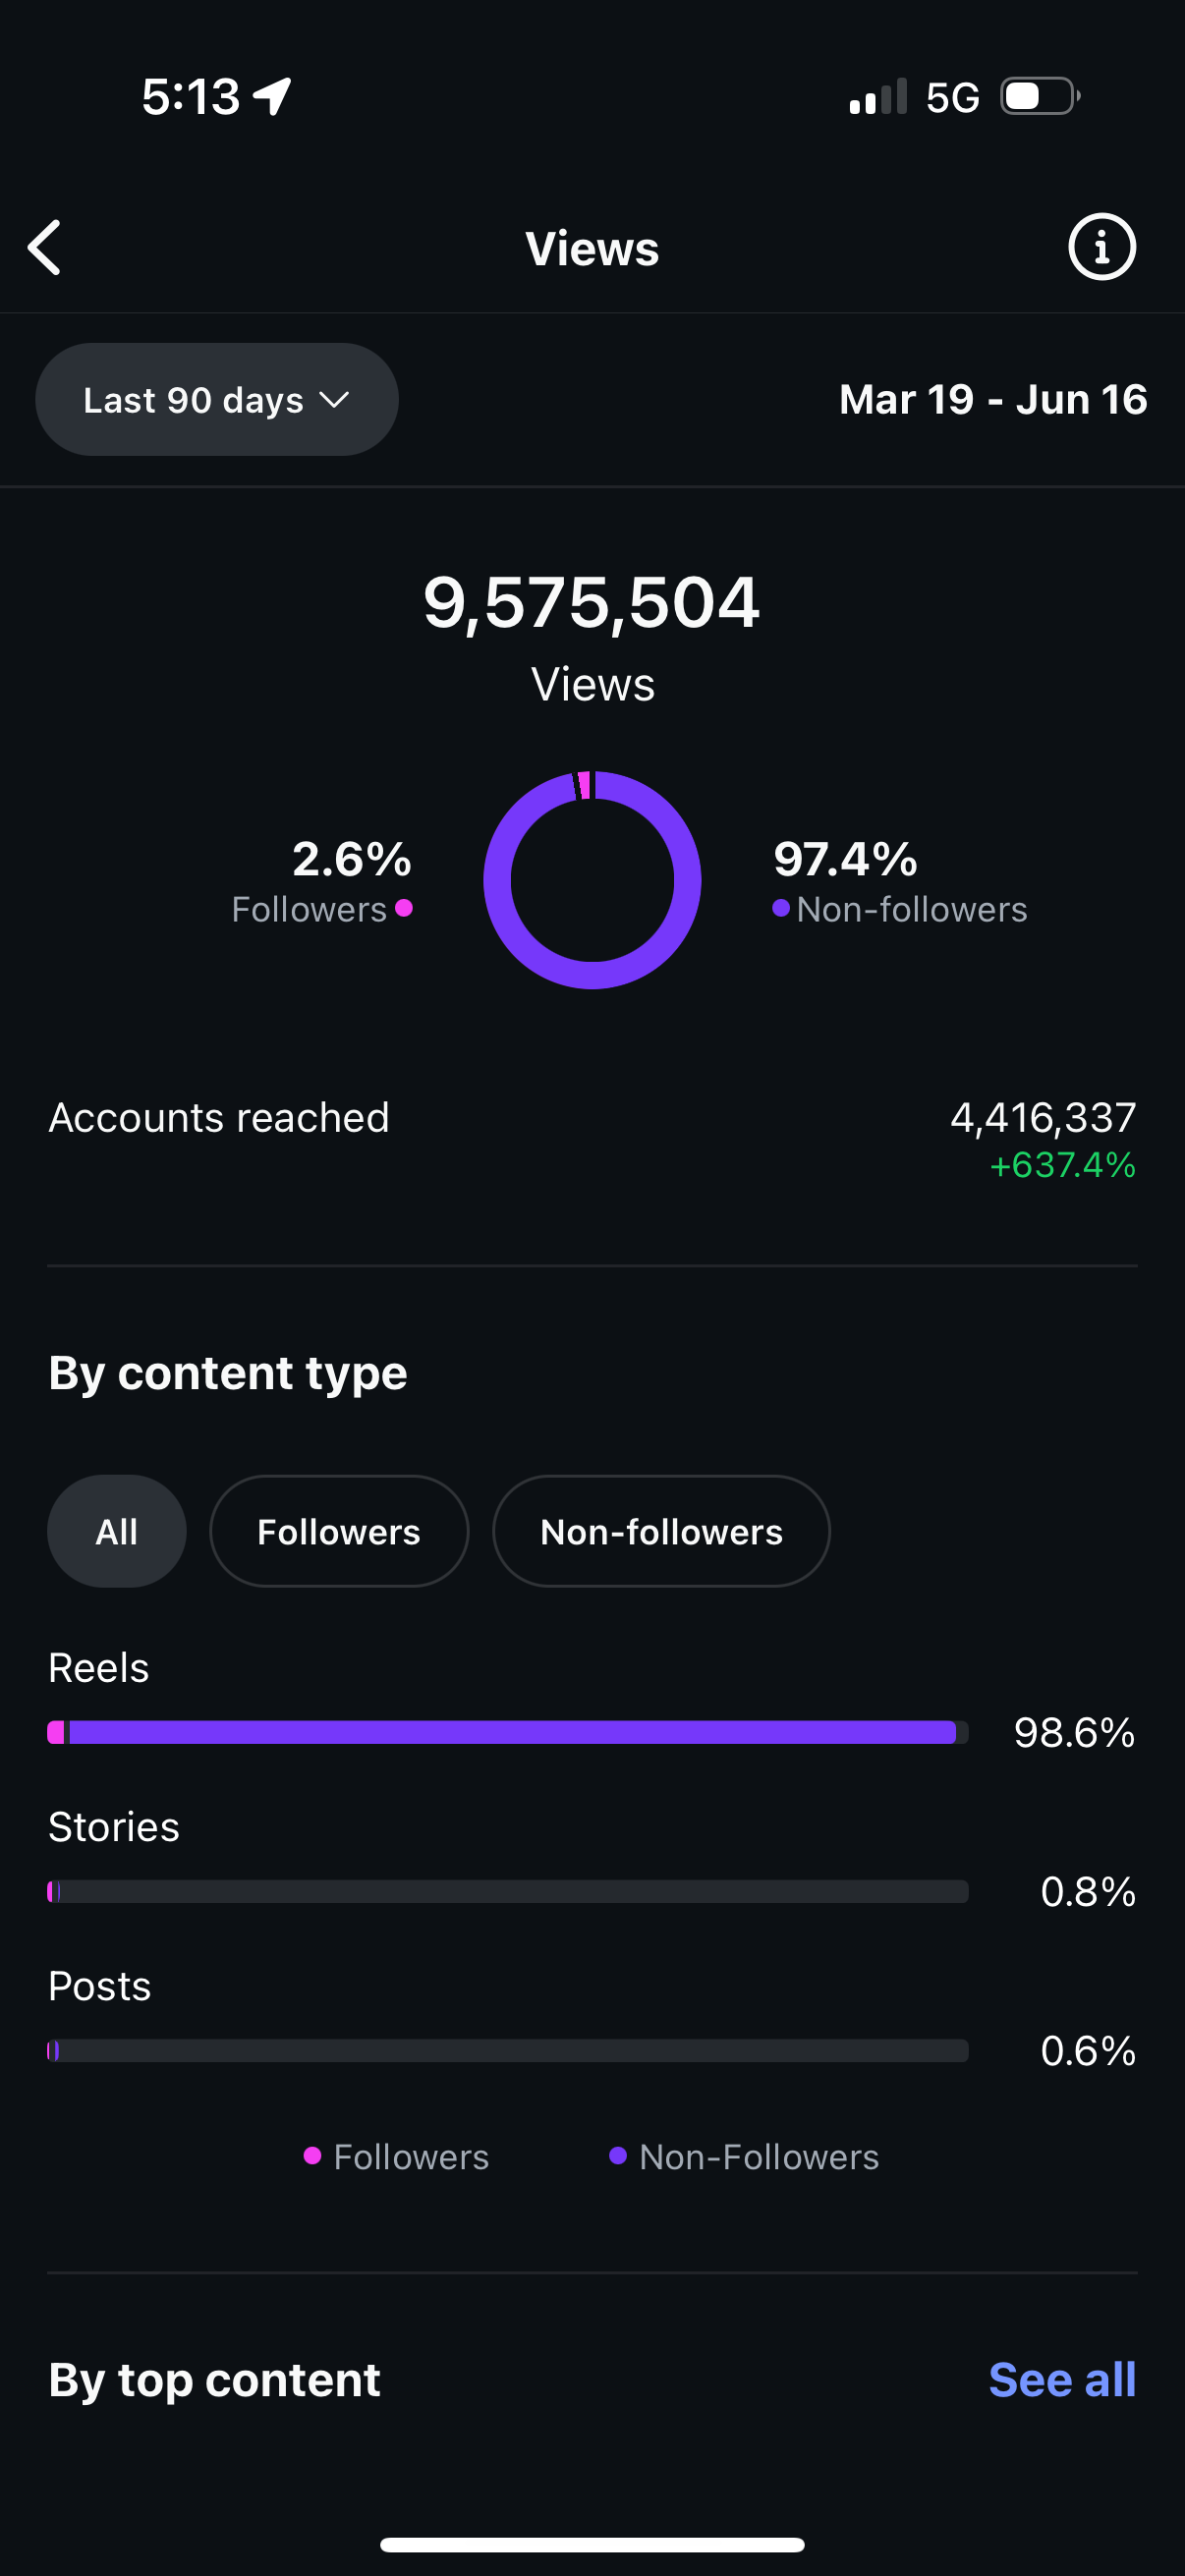 5:13
5G
Views
Last 90 days
Mar 19 - Jun 16
9,575,504
Views
2.6%
Followers
97.4%
Non-followers
Accounts reached
4,416,337
+637.4%
By content type
All
Followers
Non-followers
Reels
98.6%
Stories
0.8%
Posts
0.6%
Followers
Non-Followers
By top content
See all